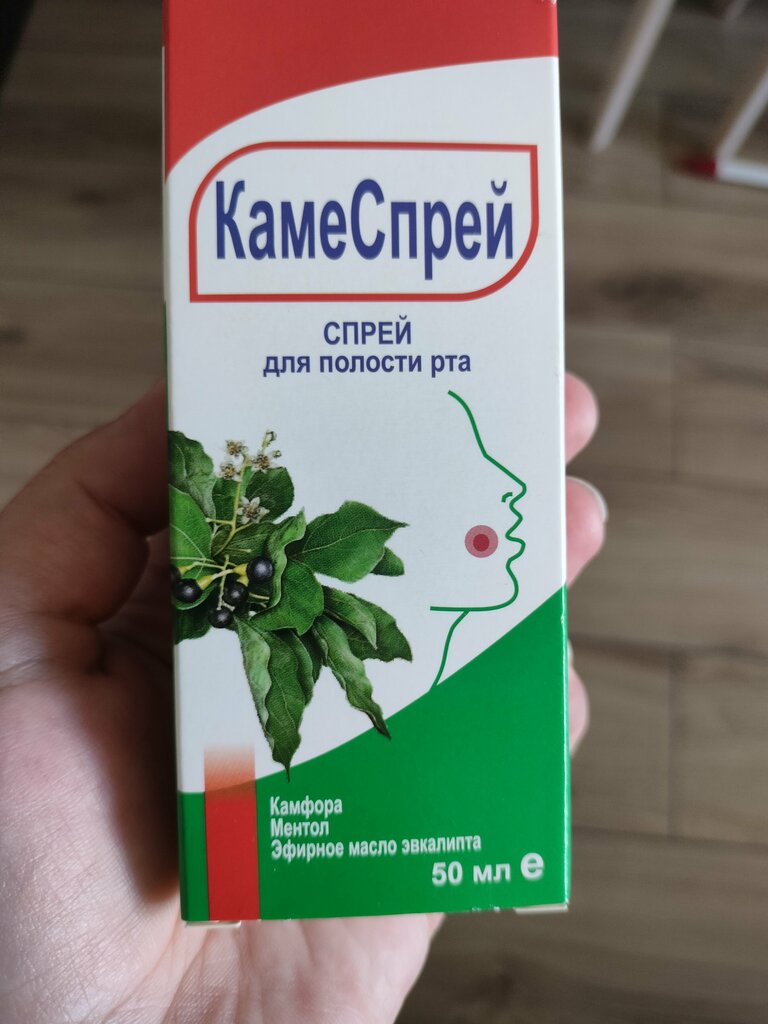 КамеСпрей
СПРЕЙ
для полости рта
Камфора
Ментол
Эфирное масло эвкалипта
50 мл e